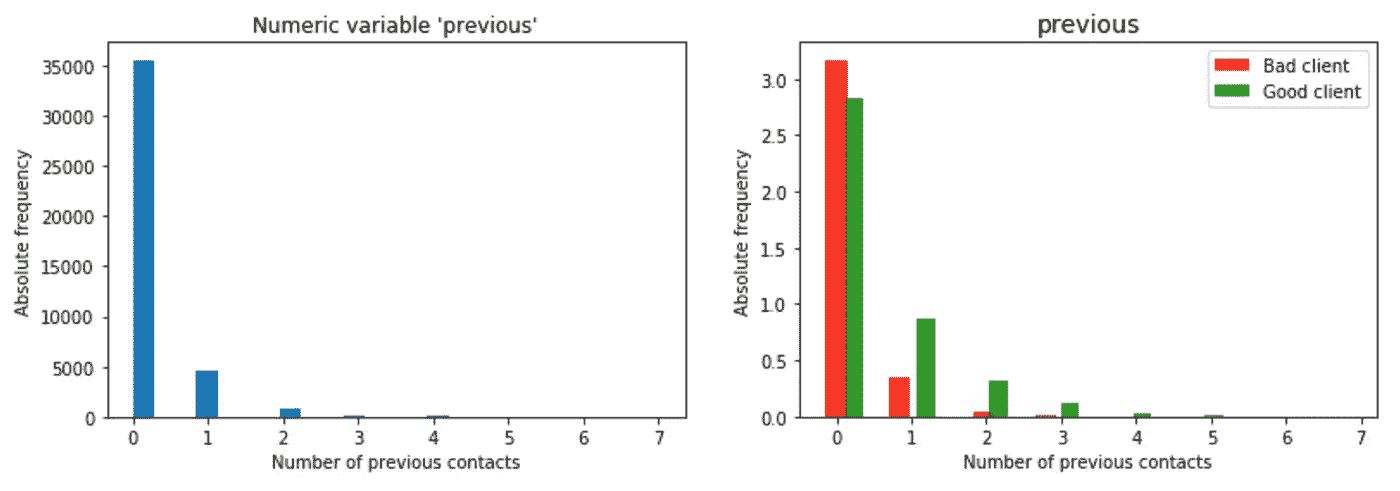 Numeric variable 'previous'
Absolute frequency
35000
30000
25000
20000
15000
10000
5000
0
0 1 2 3 4 5 6 7
Number of previous contacts
previous
Bad client
Good client
Absolute frequency
3.0
2.5
2.0
1.5
1.0
0.5
0.0
0 1 2 3 4 5 6 7
Number of previous contacts